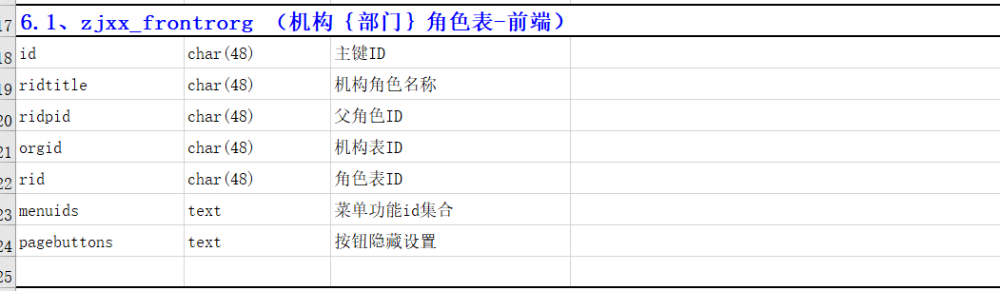 17 6.1、zjxx_frontrorg （机构｛部门｝角色表-前端）
18 id char(48) 主键ID
19 ridtitle char(48) 机构角色名称
20 ridpid char(48) 父角色ID
21 orgid char(48) 机构表ID
22 rid char(48) 角色表ID
23 menuids text 菜单功能id集合
24 pagebuttons text 按钮隐藏设置
25